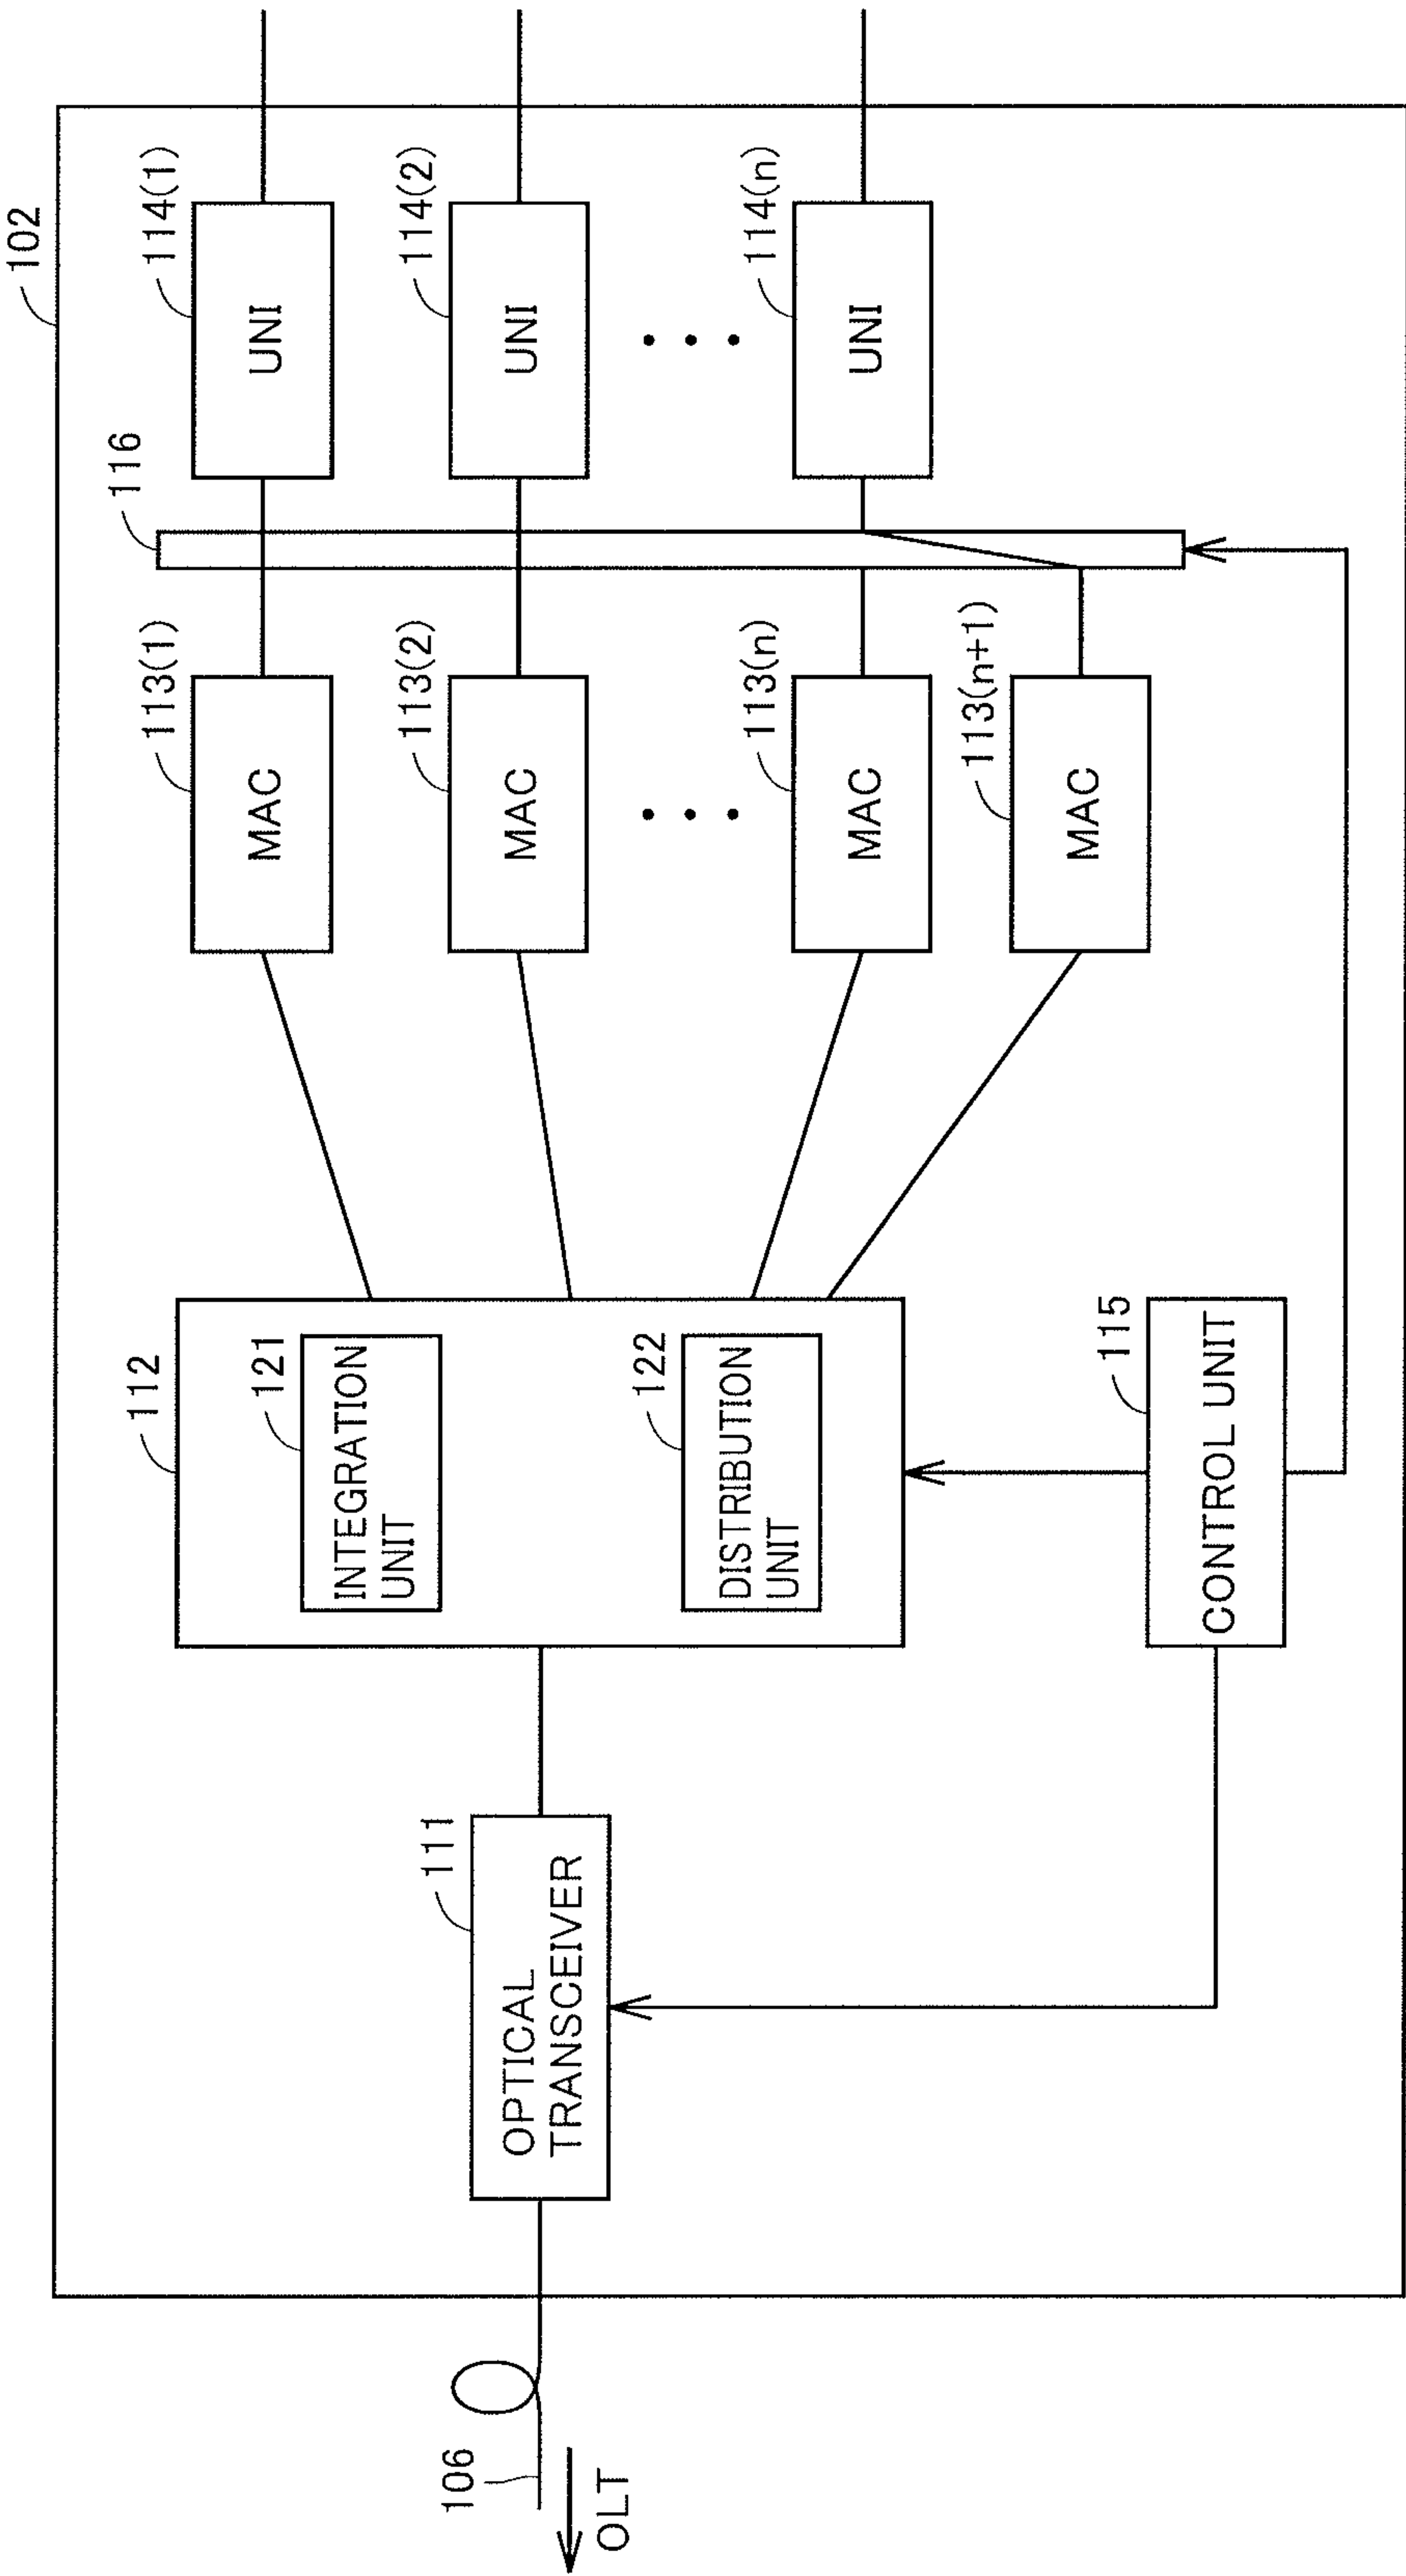 102
106
OLT
111
OPTICAL
TRANSCEIVER
112
121
INTEGRATION
UNIT
122
DISTRIBUTION
UNIT
115
CONTROL UNIT
113(1)
MAC
113(2)
MAC
113(n)
MAC
113(n+1)
MAC
116
114(1)
UNI
114(2)
UNI
114(n)
UNI